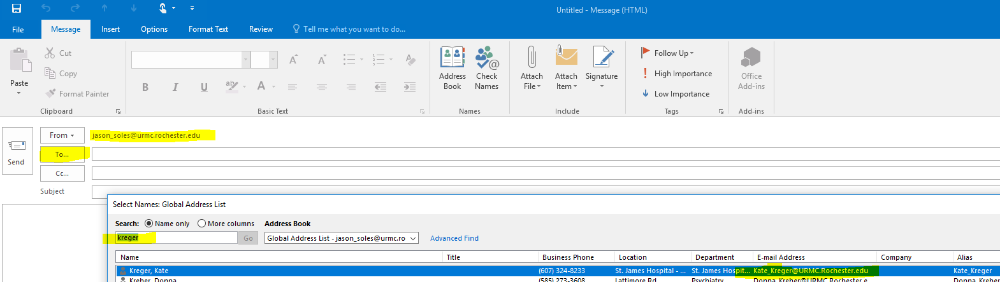 Untitled - Message (HTML)
File Message Insert Options Format Text Review Tell me what you want to do...
Paste
Cut
Copy
Format Painter
Clipboard
B I U ab A
A A
Basic Text
Address Book
Check Names
Names
Attach File
Attach Item
Signature
Include
Follow Up
High Importance
Low Importance
Tags
Office Add-ins
Add-ins
Send
From jason_soles@urmc.rochester.edu
To...
Cc...
Subject
Select Names: Global Address List
Search: Name only More columns Address Book
kreger Go Global Address List - jason_soles@urmc.ro Advanced Find
Name Title Business Phone Location Department E-mail Address Company Alias
Kreger, Kate (607) 324-8233 St. James Hospital - ... St. James Hospit... Kate_Kreger@URMC.Rochester.edu Kate_Kreger
Kreher, Donna (585) 273-3608 Lattimore Rd Psychiatry Donna_Kreher@URMC.Rochester.e Donna_Kreher